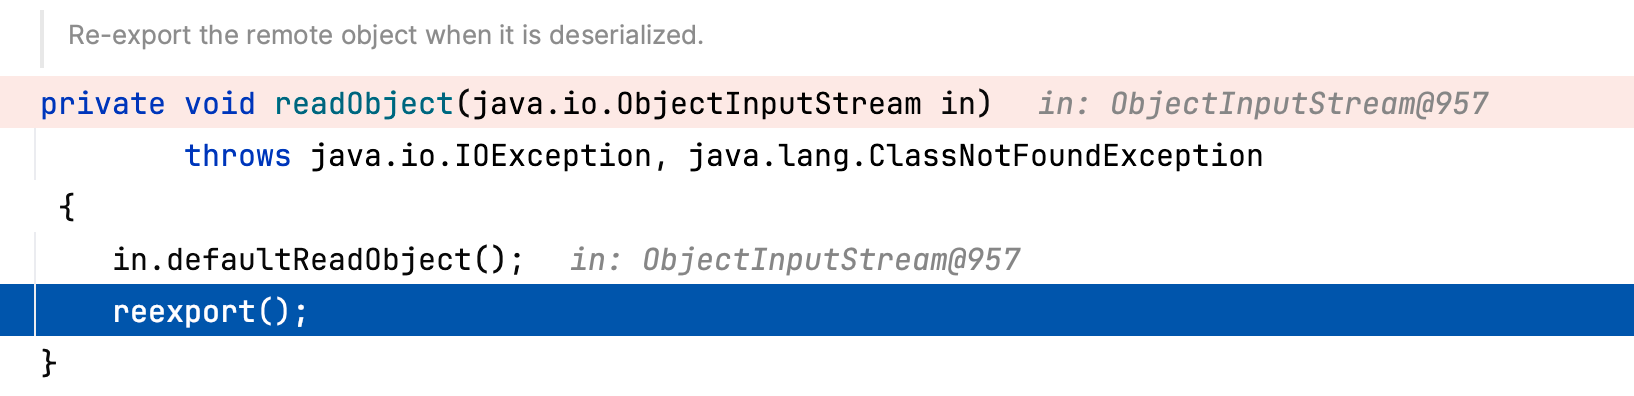 Re-export the remote object when it is deserialized.
private void readObject(java.io.ObjectInputStream in)  in: ObjectInputStream@957
throws java.io.IOException, java.lang.ClassNotFoundException
{
in.defaultReadObject();  in: ObjectInputStream@957
reexport();
}